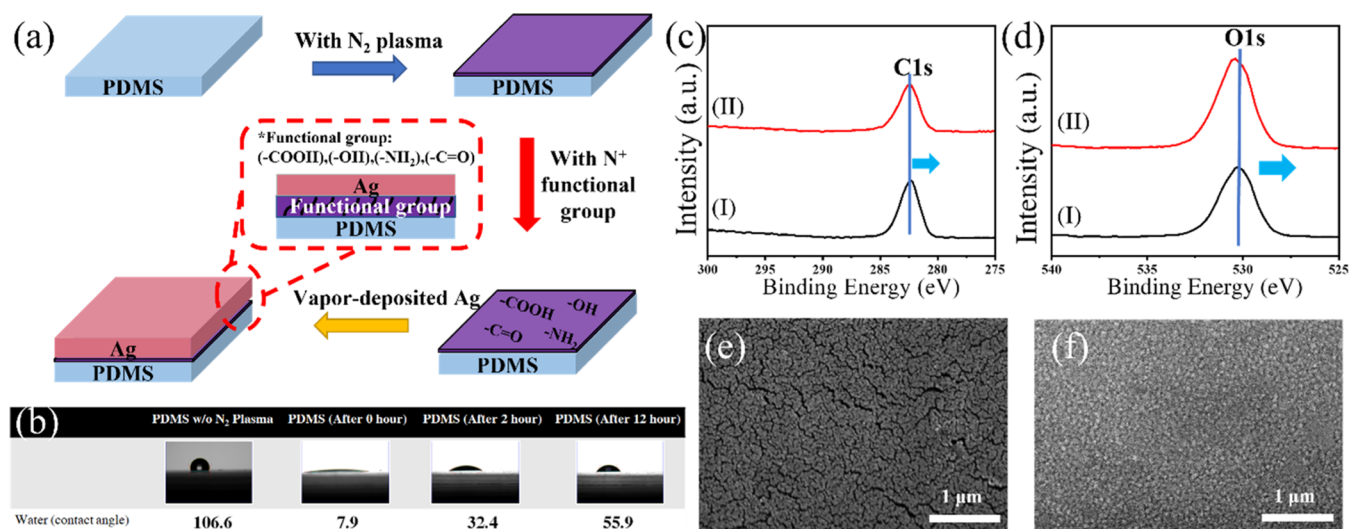 (a)
PDMS
With N₂ plasma
PDMS
*Functional group:
(-COOH),(-OH),(-NH₂),(-C=O)
Ag
Functional group
PDMS
With N⁺
functional
group
Vapor-deposited Ag
Ag
PDMS
-COOH
-OH
-C=O
-NH₂
PDMS
(b)
PDMS w/o N₂ Plasma PDMS (After 0 hour) PDMS (After 2 hour) PDMS (After 12 hour)
Water (contact angle) 106.6 7.9 32.4 55.9
(c)
C1s
(II)
(I)
Intensity (a.u.)
300 295 290 285 280 275
Binding Energy (eV)
(d)
O1s
(II)
(I)
Intensity (a.u.)
540 535 530 525
Binding Energy (eV)
(e)
1 μm
(f)
1 μm